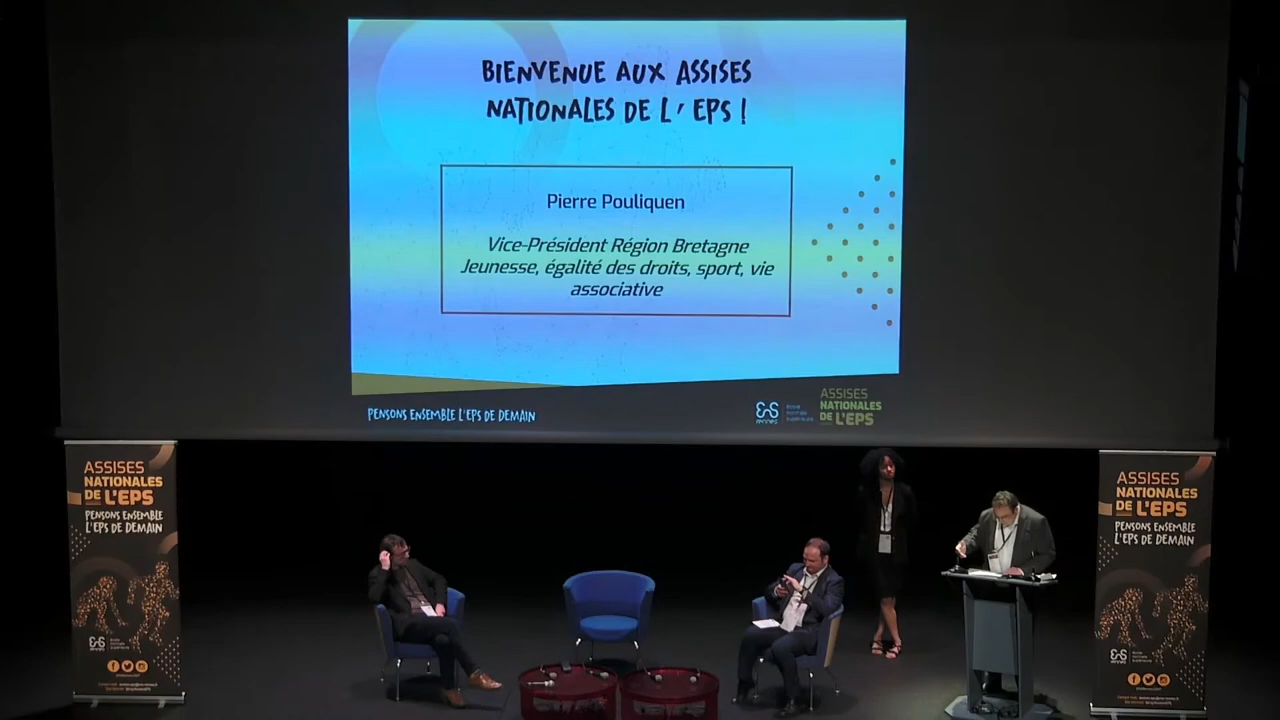 BIENVENUE AUX ASSISES
NATIONALES DE L' EPS !
Pierre Pouliquen
Vice-Président Région Bretagne
Jeunesse, égalité des droits, sport, vie
associative
PENSONS ENSEMBLE L'EPS DE DEMAIN
ASSISES
NATIONALES
DE L'EPS
ASSISES
NATIONALES
DE L'EPS
PENSONS ENSEMBLE
L'EPS DE DEMAIN
ASSISES
NATIONALES
DE L'EPS
PENSONS ENSEMBLE
L'EPS DE DEMAIN